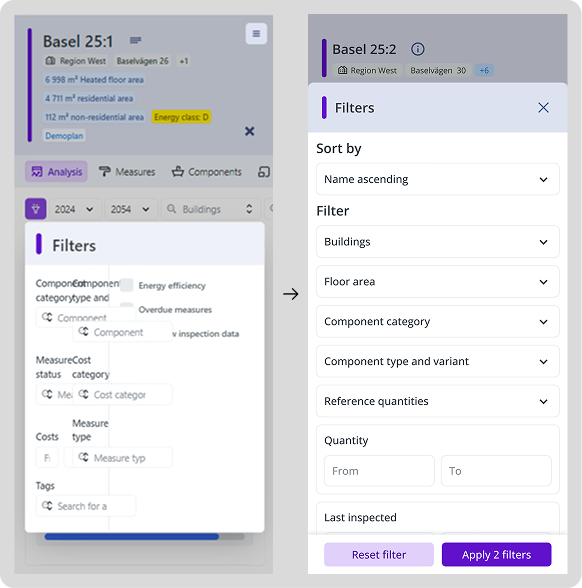 Basel 25:1
Region West
Baselvägen 26
+1
6 998 m² Heated floor area
4 711 m² residential area
112 m² non-residential area
Energy class: D
Demoplan
Analysis
Measures
Components
2024
2054
Buildings
Filters
Component category
Component type and
Energy efficiency
Overdue measures
Component
Component
w inspection data
Measure status
Cost category
Cost categor
Costs
Measure type
Measure typ
Tags
Search for a
Basel 25:2
Region West
Baselvägen 30
+6
Filters
Sort by
Name ascending
Filter
Buildings
Floor area
Component category
Component type and variant
Reference quantities
Quantity
From
To
Last inspected
Reset filter
Apply 2 filters